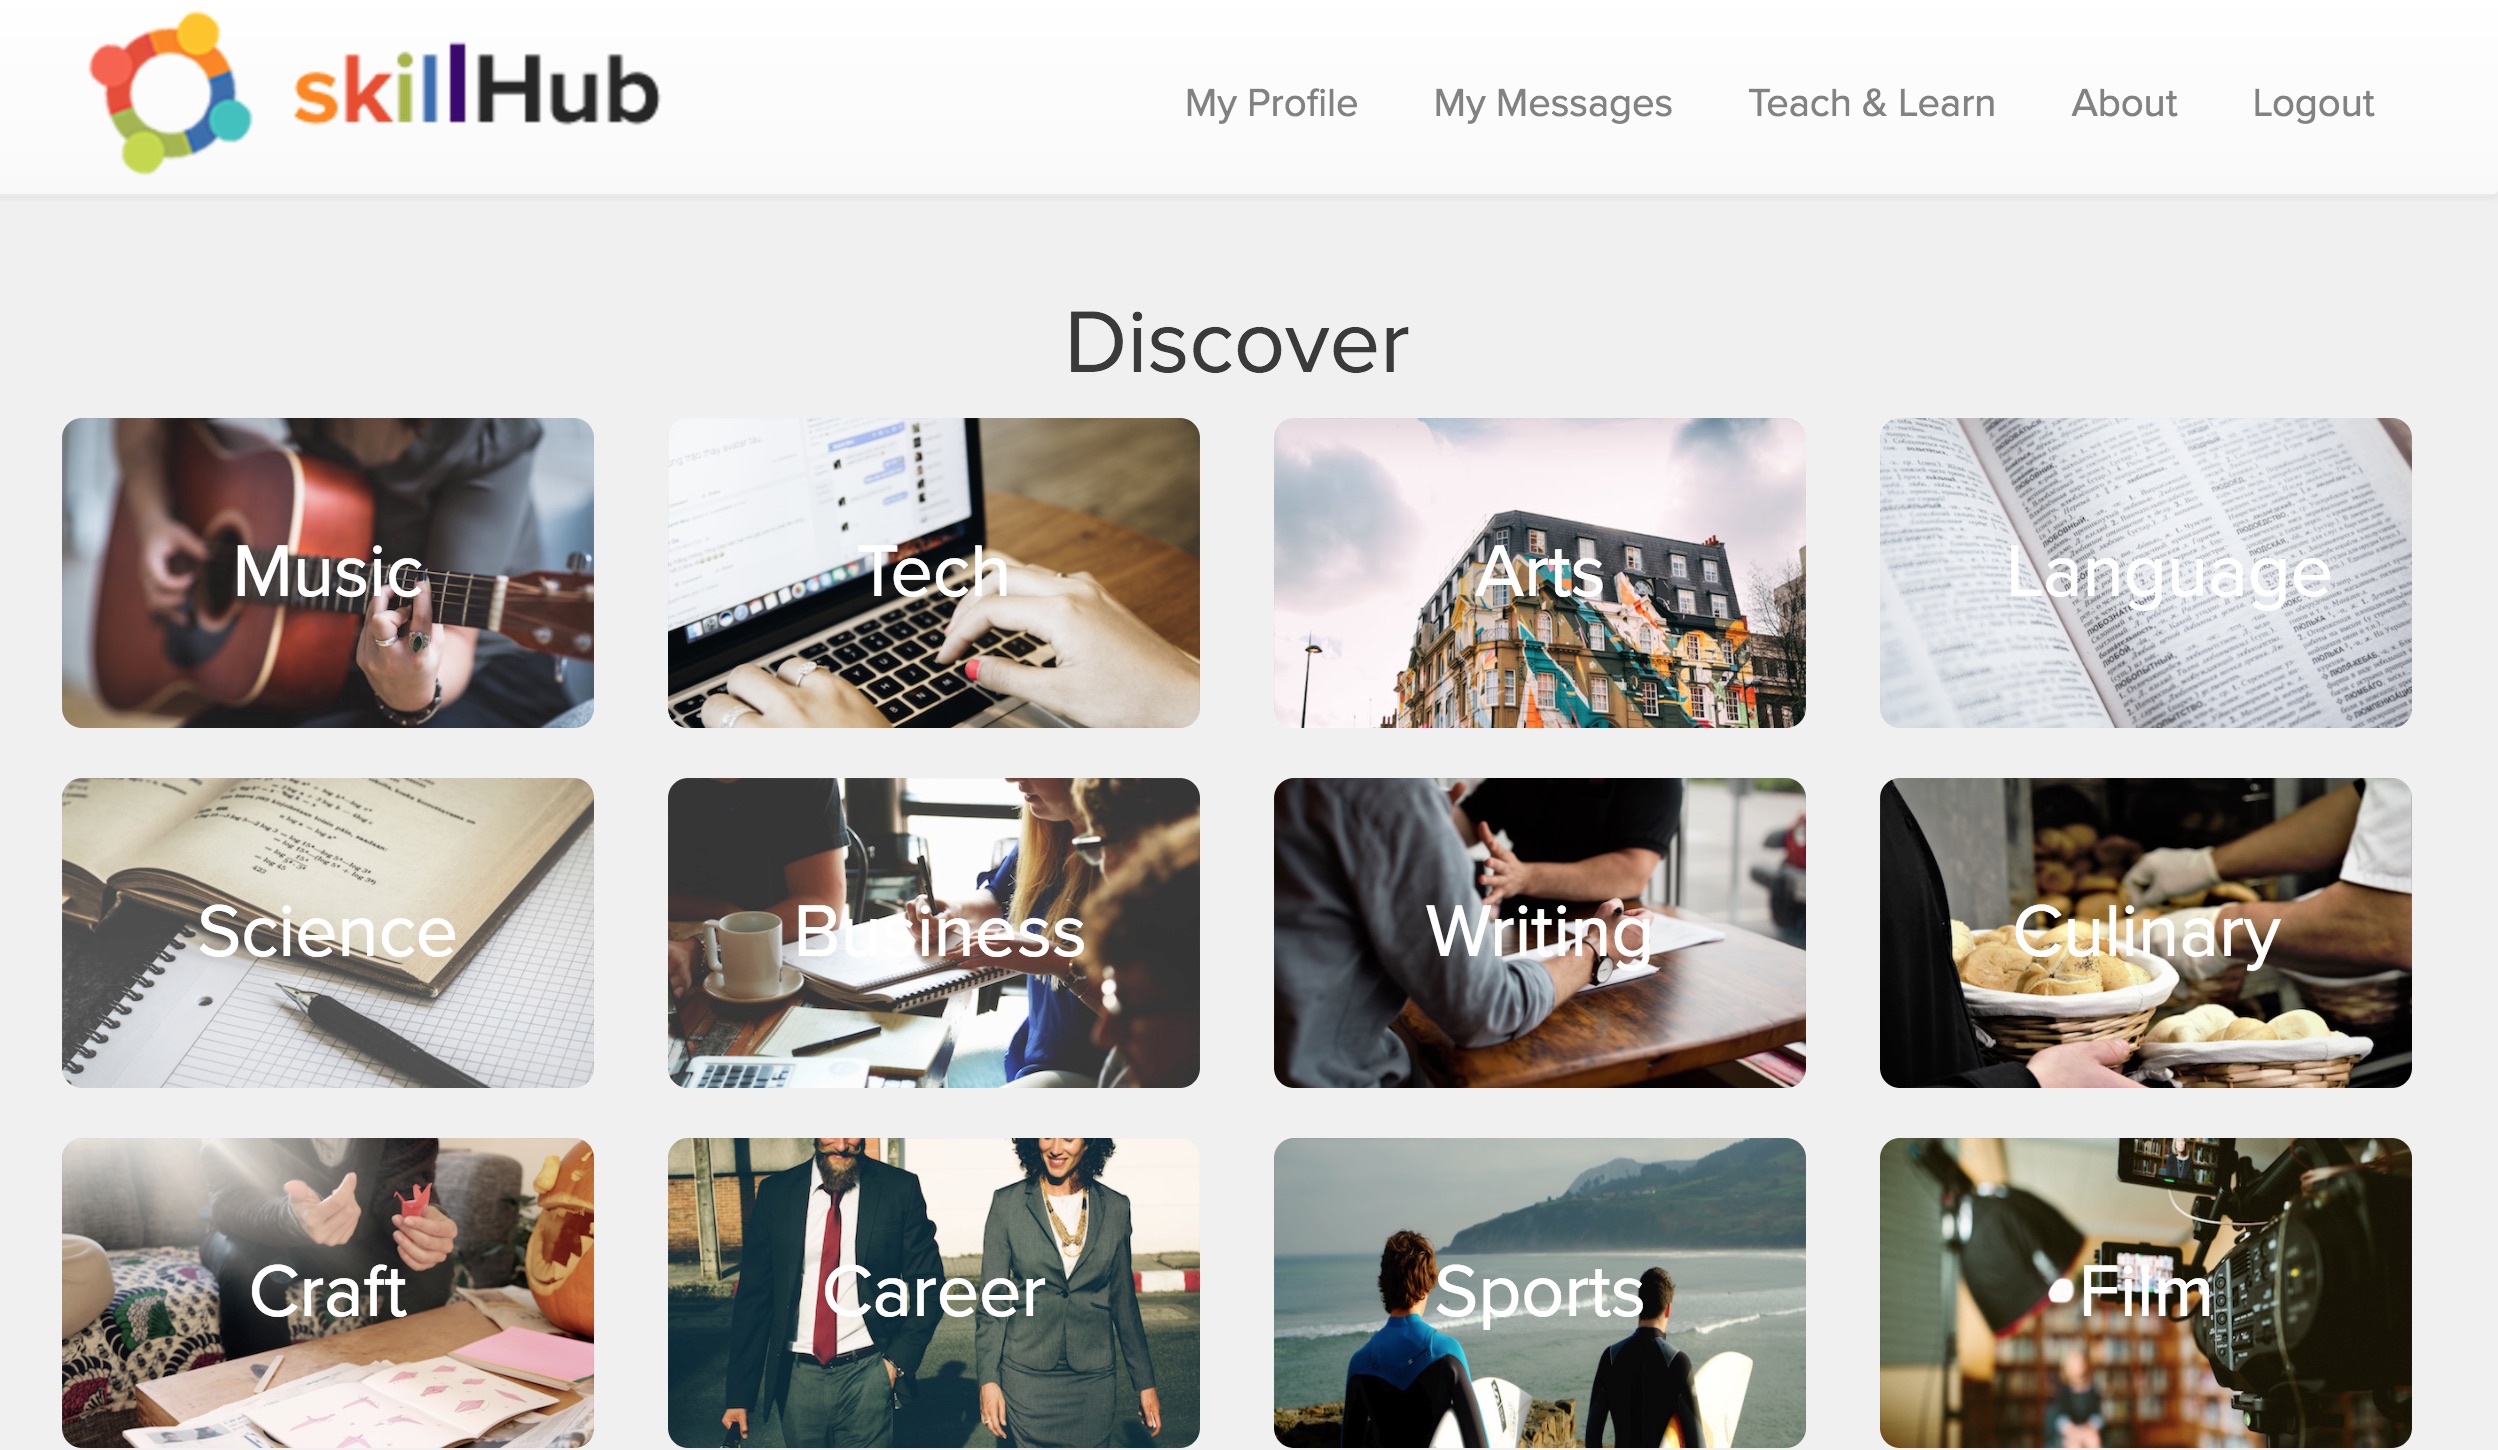 skillHub
My Profile My Messages Teach & Learn About Logout
Discover
Music Tech Arts Language
Science Business Writing Culinary
Craft Career Sports Film